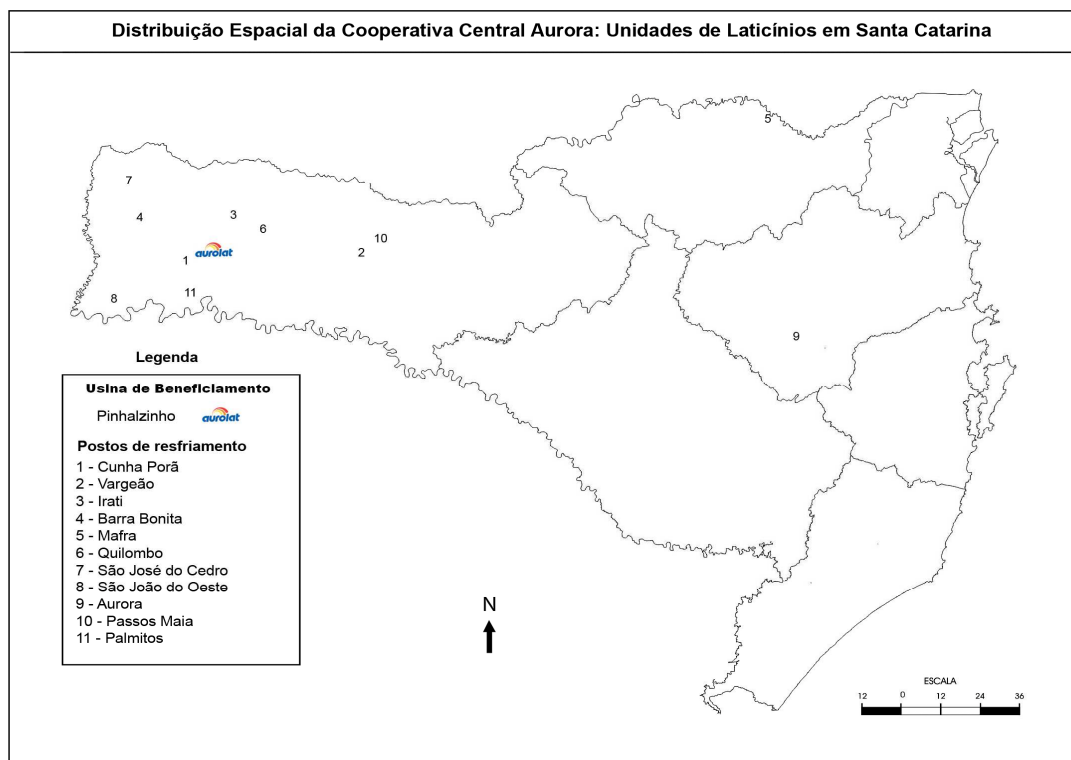 Distribuição Espacial da Cooperativa Central Aurora: Unidades de Laticínios em Santa Catarina
5
7
4
3
6
10
2
aurolat
1
11
8
9
Legenda
Usina de Beneficiamento
Pinhalzinho aurolat
Postos de resfriamento
1 - Cunha Porã
2 - Vargeão
3 - Irati
4 - Barra Bonita
5 - Mafra
6 - Quilombo
7 - São José do Cedro
8 - São João do Oeste
9 - Aurora
10 - Passos Maia
11 - Palmitos
N
ESCALA
12 0 12 24 36